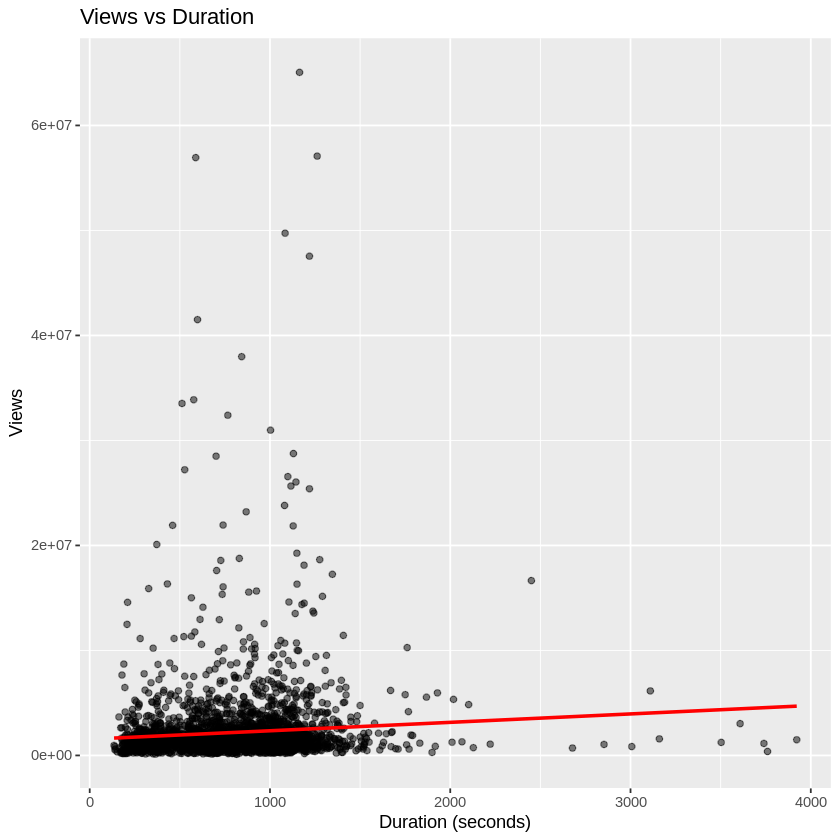 Views vs Duration
6e+07
4e+07
2e+07
0e+00
Views
0
1000
2000
3000
4000
Duration (seconds)